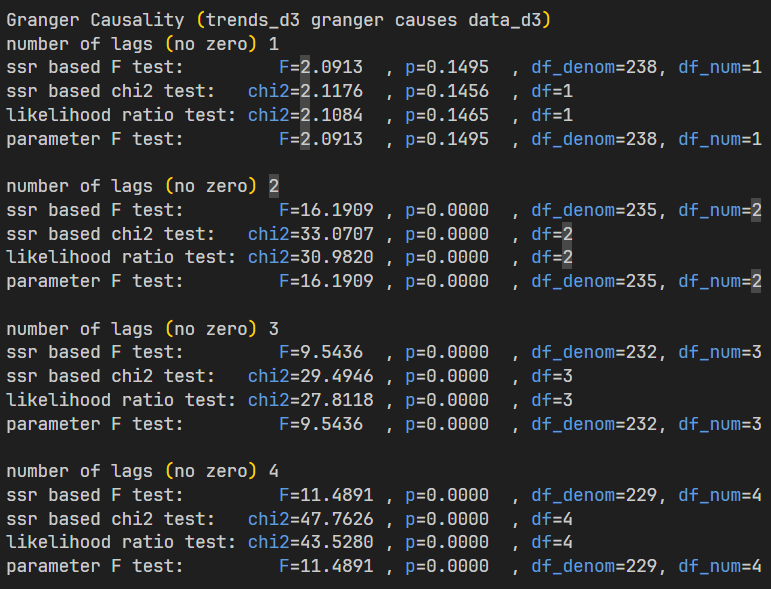 Granger Causality (trends_d3 granger causes data_d3)
number of lags (no zero) 1
ssr based F test:         F=2.0913  , p=0.1495  , df_denom=238, df_num=1
ssr based chi2 test:   chi2=2.1176  , p=0.1456  , df=1
likelihood ratio test: chi2=2.1084  , p=0.1465  , df=1
parameter F test:         F=2.0913  , p=0.1495  , df_denom=238, df_num=1

number of lags (no zero) 2
ssr based F test:         F=16.1909 , p=0.0000  , df_denom=235, df_num=2
ssr based chi2 test:   chi2=33.0707 , p=0.0000  , df=2
likelihood ratio test: chi2=30.9820 , p=0.0000  , df=2
parameter F test:         F=16.1909 , p=0.0000  , df_denom=235, df_num=2

number of lags (no zero) 3
ssr based F test:         F=9.5436  , p=0.0000  , df_denom=232, df_num=3
ssr based chi2 test:   chi2=29.4946 , p=0.0000  , df=3
likelihood ratio test: chi2=27.8118 , p=0.0000  , df=3
parameter F test:         F=9.5436  , p=0.0000  , df_denom=232, df_num=3

number of lags (no zero) 4
ssr based F test:         F=11.4891 , p=0.0000  , df_denom=229, df_num=4
ssr based chi2 test:   chi2=47.7626 , p=0.0000  , df=4
likelihood ratio test: chi2=43.5280 , p=0.0000  , df=4
parameter F test:         F=11.4891 , p=0.0000  , df_denom=229, df_num=4